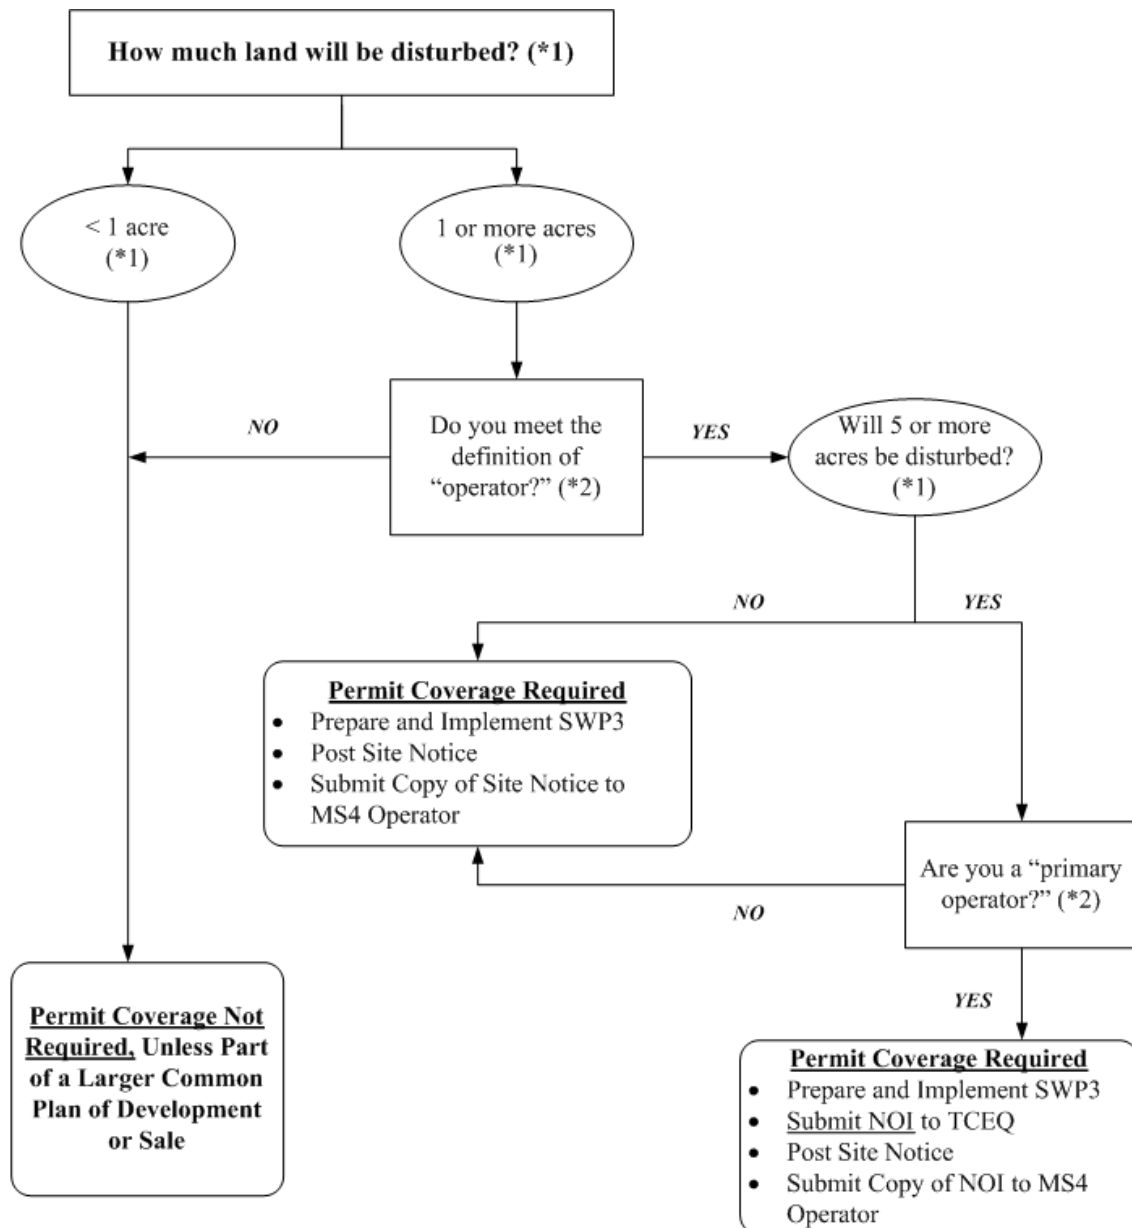 How much land will be disturbed? (*1)
< 1 acre
(*1)
1 or more acres
(*1)
Do you meet the
definition of
“operator?” (*2)
NO
YES
Will 5 or more
acres be disturbed?
(*1)
NO
YES
Permit Coverage Required
• Prepare and Implement SWP3
• Post Site Notice
• Submit Copy of Site Notice to
MS4 Operator
Are you a “primary
operator?” (*2)
NO
YES
Permit Coverage Not
Required, Unless Part
of a Larger Common
Plan of Development
or Sale
Permit Coverage Required
• Prepare and Implement SWP3
• Submit NOI to TCEQ
• Post Site Notice
• Submit Copy of NOI to MS4
Operator